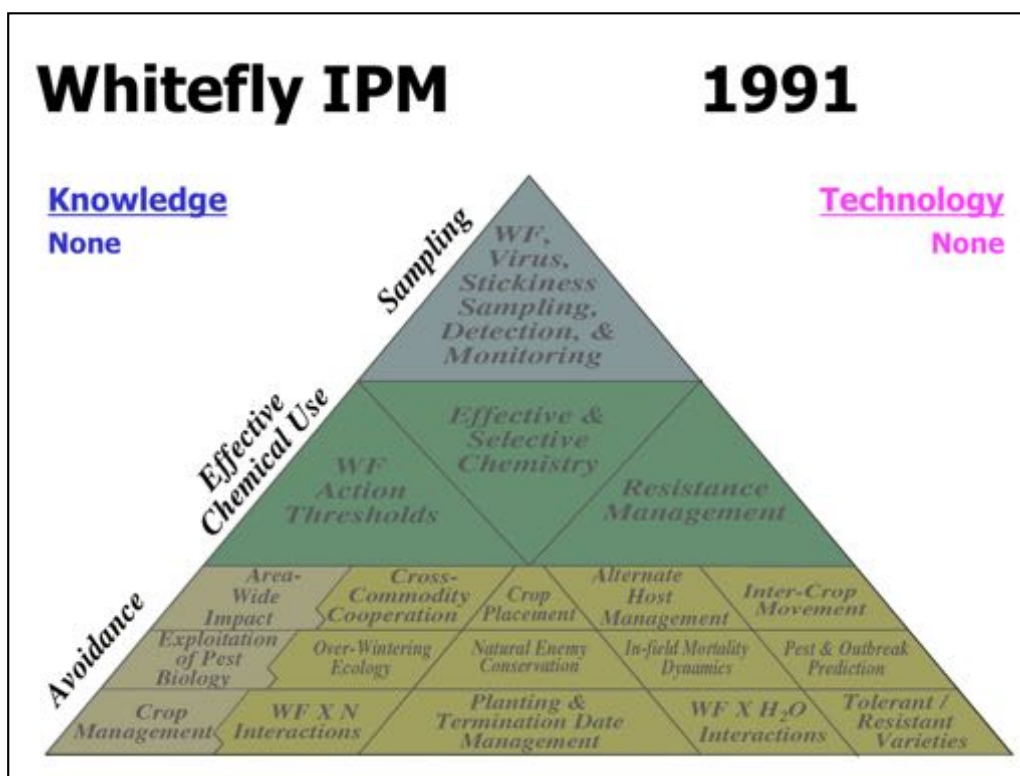 Whitefly IPM 1991
Knowledge
None
Technology
None
Sampling
WF,
Virus,
Stickiness
Sampling,
Detection, &
Monitoring
Effective
Chemical Use
WF
Action
Thresholds
Effective &
Selective
Chemistry
Resistance
Management
Avoidance
Area-
Wide
Impact
Cross-
Commodity
Cooperation
Crop
Placement
Alternate
Host
Management
Inter-Crop
Movement
Exploitation
of Pest
Biology
Over-Wintering
Ecology
Natural Enemy
Conservation
In-field Mortality
Dynamics
Pest & Outbreak
Prediction
Crop
Management
WF X N
Interactions
Planting &
Termination Date
Management
WF X H₂O
Interactions
Tolerant /
Resistant
Varieties